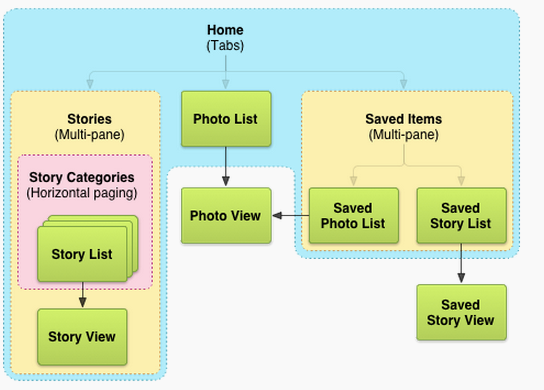 Home
(Tabs)
Stories
(Multi-pane)
Photo List
Saved Items
(Multi-pane)
Story Categories
(Horizontal paging)
Photo View
Saved
Photo List
Saved
Story List
Story List
Story View
Saved
Story View